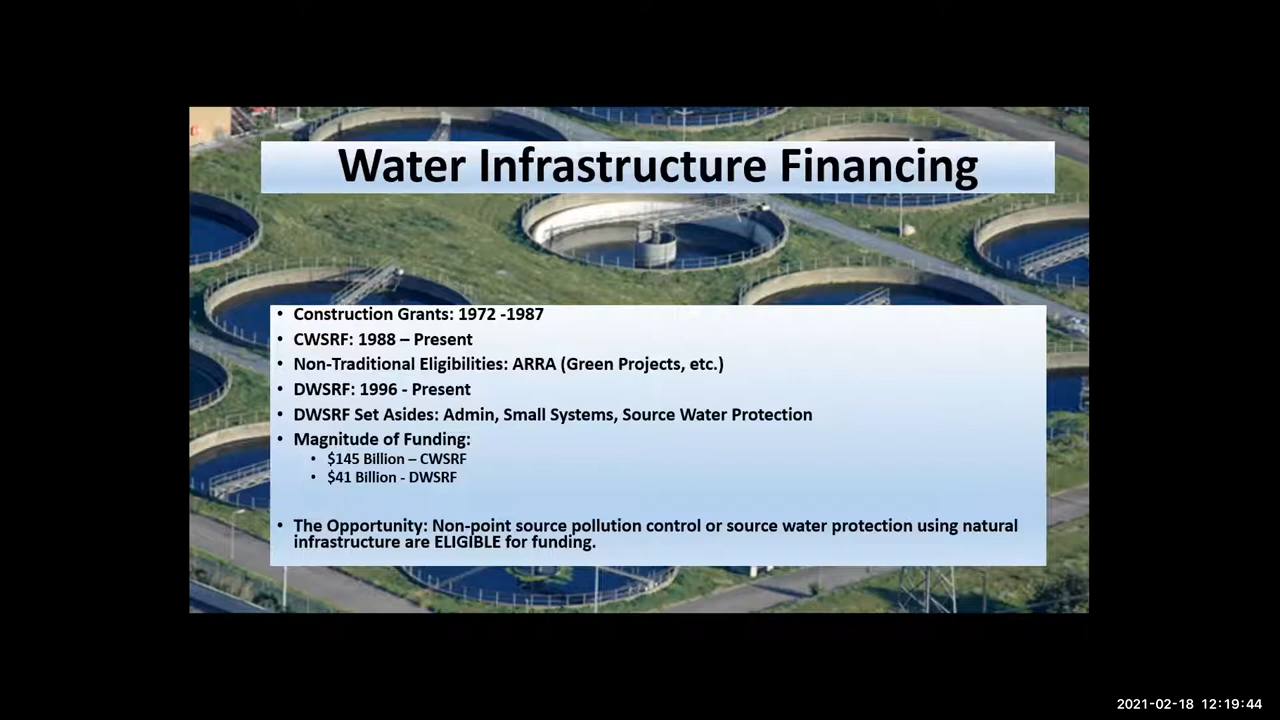 Water Infrastructure Financing
• Construction Grants: 1972 -1987
• CWSRF: 1988 – Present
• Non-Traditional Eligibilities: ARRA (Green Projects, etc.)
• DWSRF: 1996 - Present
• DWSRF Set Asides: Admin, Small Systems, Source Water Protection
• Magnitude of Funding:
• $145 Billion – CWSRF
• $41 Billion - DWSRF
• The Opportunity: Non-point source pollution control or source water protection using natural
infrastructure are ELIGIBLE for funding.
2021-02-18 12:19:44